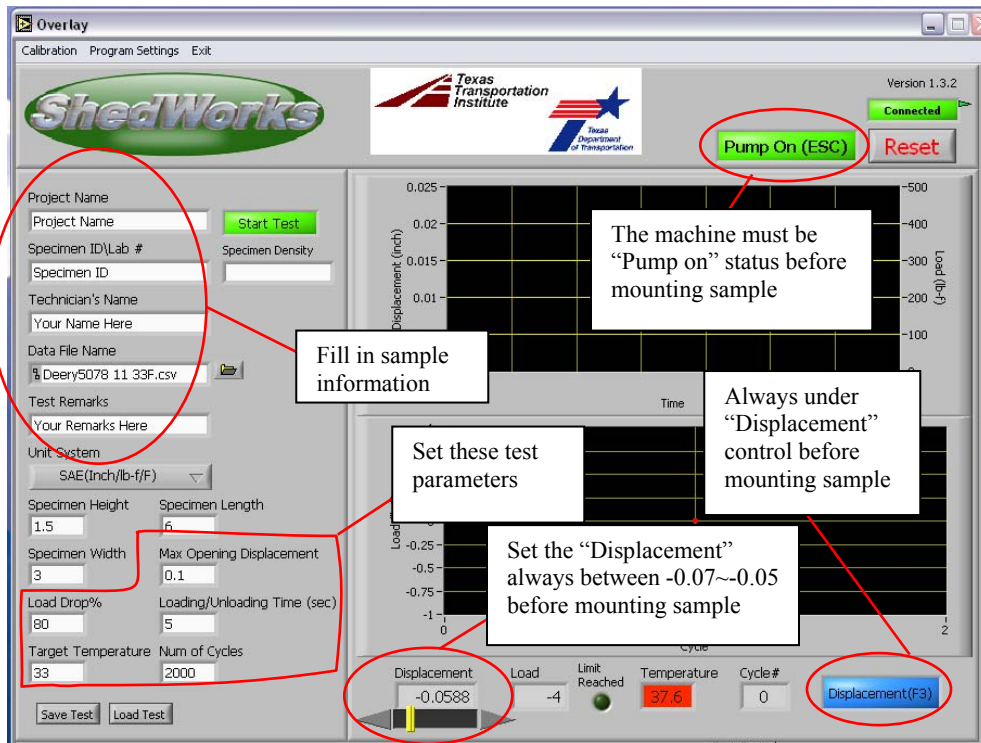 Overlay
Calibration Program Settings Exit
ShedWorks
Texas
Transportation
Institute
Texas
Department
of Transportation
Version 1.3.2
Connected
Pump On (ESC)
Reset
Project Name
Project Name
Start Test
Specimen ID\Lab #
Specimen Density
Specimen ID
Technician's Name
Your Name Here
Data File Name
Deery5078 11 33F.csv
Test Remarks
Your Remarks Here
Unit System
SAE(Inch/lb-f/F)
Specimen Height
Specimen Length
1.5
6
Specimen Width
Max Opening Displacement
3
0.1
Load Drop%
Loading/Unloading Time (sec)
80
5
Target Temperature
Num of Cycles
33
2000
Save Test
Load Test
0.025
0.02
0.015
0.01
Displacement (inch)
500
400
300
200
100
Load (lb-F)
Time
The machine must be
“Pump on” status before
mounting sample
Fill in sample
information
Always under
“Displacement”
control before
mounting sample
Set these test
parameters
Set the “Displacement”
always between -0.07~-0.05
before mounting sample
Load
-0.25
-0.5
-0.75
-1
0
2
Cycle
Displacement
-0.0588
Load
-4
Limit
Reached
Temperature
37.6
Cycle#
0
Displacement(F3)